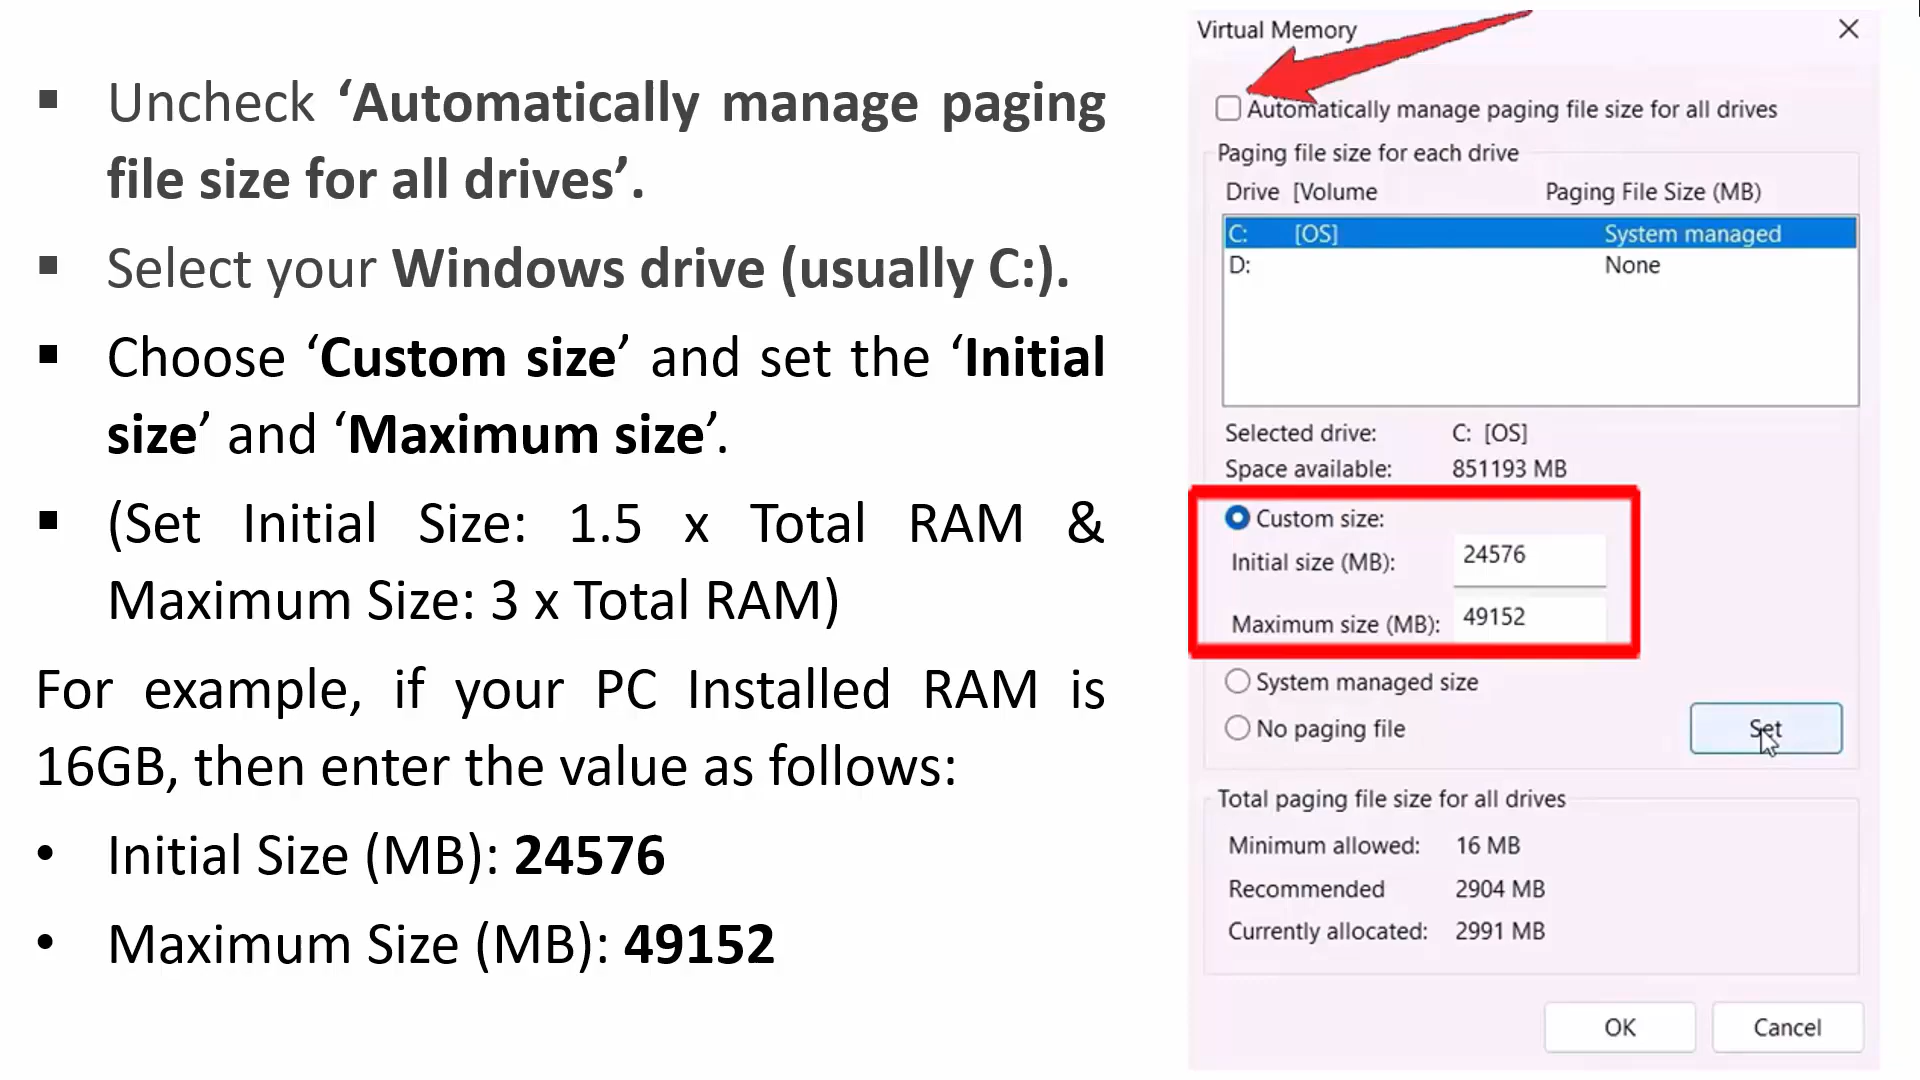 ▪ Uncheck ‘Automatically manage paging
file size for all drives’.
▪ Select your Windows drive (usually C:).
▪ Choose ‘Custom size’ and set the ‘Initial
size’ and ‘Maximum size’.
▪ (Set Initial Size: 1.5 x Total RAM &
Maximum Size: 3 x Total RAM)
For example, if your PC Installed RAM is
16GB, then enter the value as follows:
• Initial Size (MB): 24576
• Maximum Size (MB): 49152
Virtual Memory
Automatically manage paging file size for all drives
Paging file size for each drive
Drive [Volume Paging File Size (MB)
C: [OS] System managed
D: None
Selected drive: C: [OS]
Space available: 851193 MB
Custom size:
Initial size (MB): 24576
Maximum size (MB): 49152
System managed size
No paging file Set
Total paging file size for all drives
Minimum allowed: 16 MB
Recommended 2904 MB
Currently allocated: 2991 MB
OK Cancel